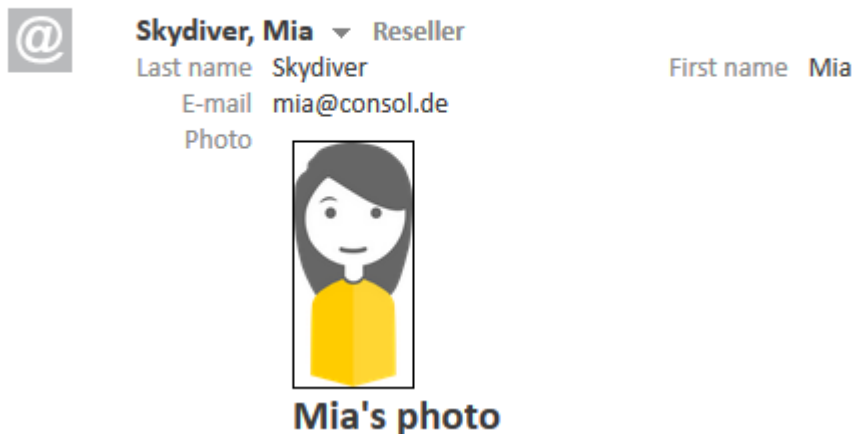 @
Skydiver, Mia Reseller
Last name Skydiver First name Mia
E-mail mia@consol.de
Photo
Mia's photo